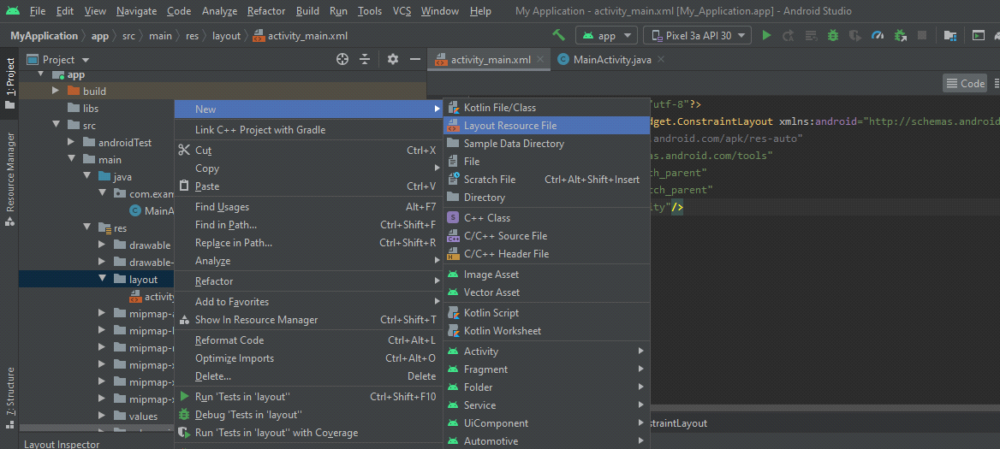 File Edit View Navigate Code Analyze Refactor Build Run Tools VCS Window Help My Application - activity_main.xml [My_Application.app] - Android Studio
MyApplication app src main res layout activity_main.xml app Pixel 3a API 30
1: Project
Resource Manager
7: Structure
Project
app
build
libs
src
androidTest
main
java
com.exam
MainA
res
drawable
drawable-
layout
activity
mipmap-a
mipmap-h
mipmap-
mipmap-x
mipmap-x
mipmap-x
values
Layout Inspector
New
Link C++ Project with Gradle
Cut Ctrl+X
Copy
Paste Ctrl+V
Find Usages Alt+F7
Find in Path... Ctrl+Shift+F
Replace in Path... Ctrl+Shift+R
Analyze
Refactor
Add to Favorites
Show In Resource Manager Ctrl+Shift+T
Reformat Code Ctrl+Alt+L
Optimize Imports Ctrl+Alt+O
Delete... Delete
Run 'Tests in 'layout'' Ctrl+Shift+F10
Debug 'Tests in 'layout''
Run 'Tests in 'layout'' with Coverage
Kotlin File/Class
Layout Resource File
Sample Data Directory
File
Scratch File Ctrl+Alt+Shift+Insert
Directory
C++ Class
C/C++ Source File
C/C++ Header File
Image Asset
Vector Asset
Kotlin Script
Kotlin Worksheet
Activity
Fragment
Folder
Service
UiComponent
Automotive
activity_main.xml MainActivity.java
Code
"utf-8"?>
dget.ConstraintLayout xmlns:android="http://schemas.android
.android.com/apk/res-auto"
as.android.com/tools"
tch_parent"
tch_parent"
ity"/>
straintLayout